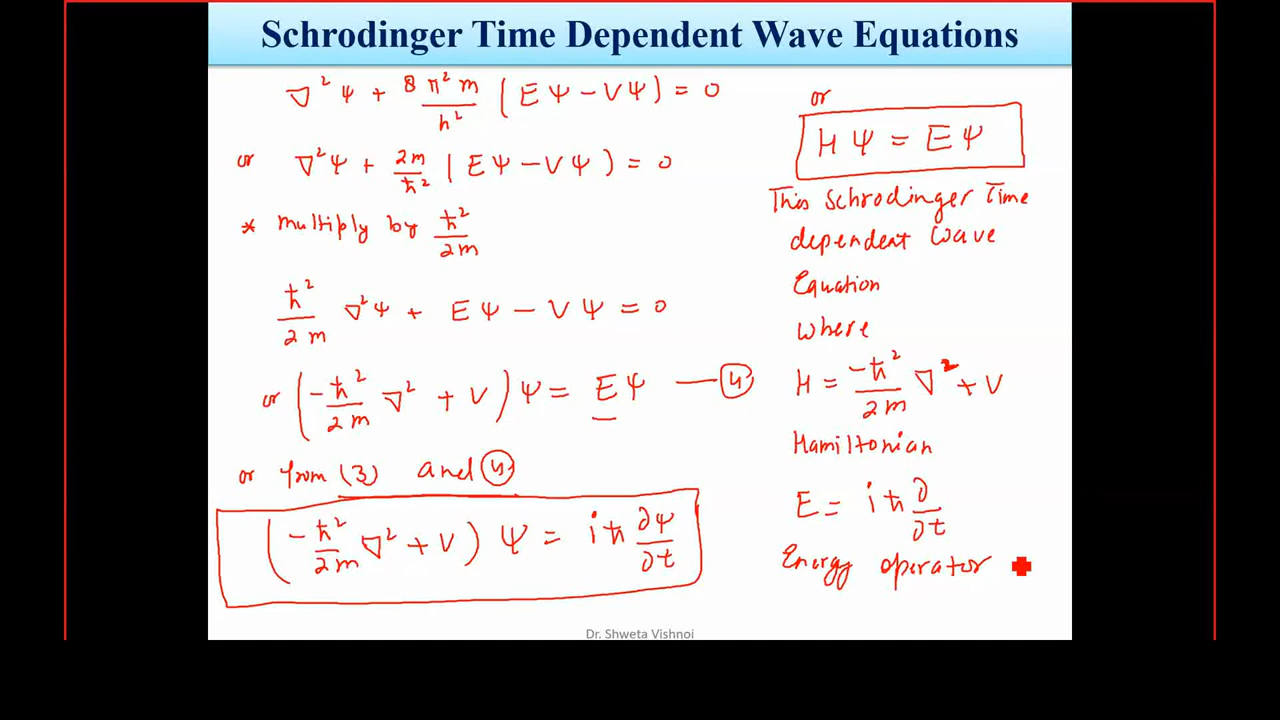 Schrodinger Time Dependent Wave Equations
∇²Ψ + 8π²m/h² (EΨ − VΨ) = 0
or ∇²Ψ + 2m/ħ² (EΨ − VΨ) = 0
* Multiply by ħ²/2m
ħ²/2m ∇²Ψ + EΨ − VΨ = 0
or (−ħ²/2m ∇² + V) Ψ = EΨ — (4)
or from (3) and (4)
(−ħ²/2m ∇² + V) Ψ = iħ ∂Ψ/∂t
or
HΨ = EΨ
This Schrodinger Time
dependent Wave
Equation
where
H = −ħ²/2m ∇² + V
Hamiltonian
E = iħ ∂/∂t
Energy operator
Dr. Shweta Vishnoi